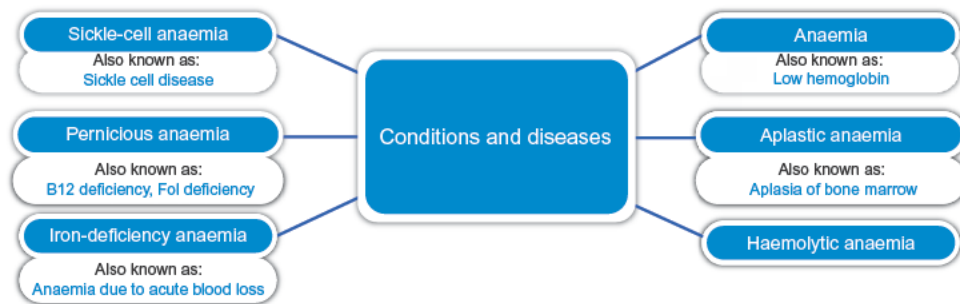 Sickle-cell anaemia
Also known as:
Sickle cell disease
Pernicious anaemia
Also known as:
B12 deficiency, Fol deficiency
Iron-deficiency anaemia
Also known as:
Anaemia due to acute blood loss
Conditions and diseases
Anaemia
Also known as:
Low hemoglobin
Aplastic anaemia
Also known as:
Aplasia of bone marrow
Haemolytic anaemia